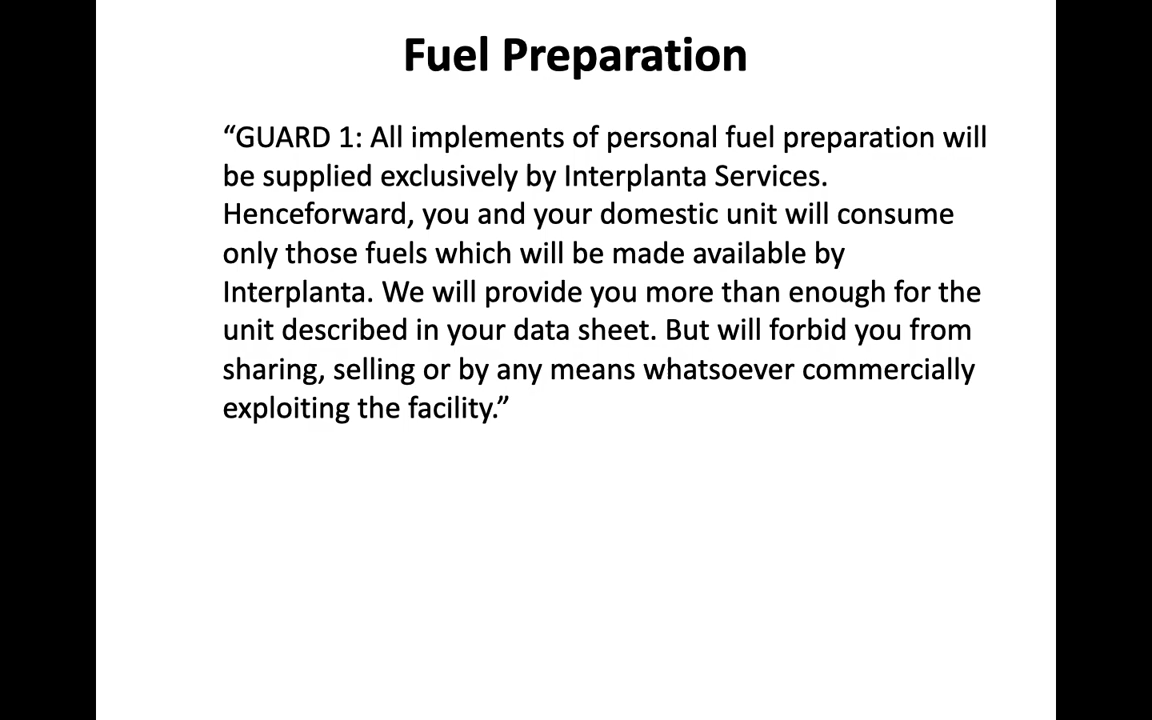 Fuel Preparation
“GUARD 1: All implements of personal fuel preparation will
be supplied exclusively by Interplanta Services.
Henceforward, you and your domestic unit will consume
only those fuels which will be made available by
Interplanta. We will provide you more than enough for the
unit described in your data sheet. But will forbid you from
sharing, selling or by any means whatsoever commercially
exploiting the facility.”